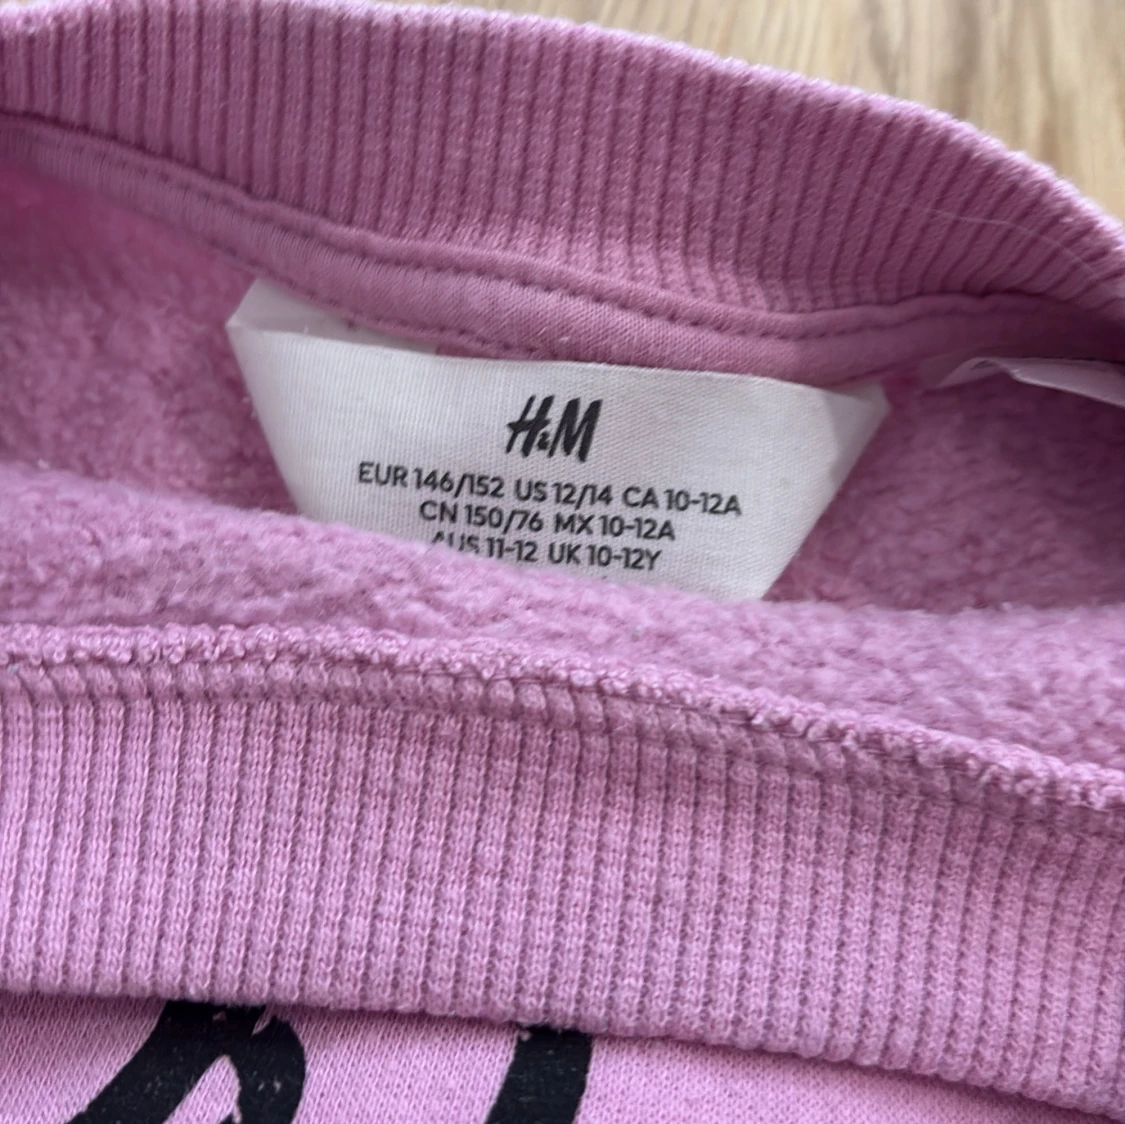 H&M
EUR 146/152 US 12/14 CA 10-12A
CN 150/76 MX 10-12A
AUS 11-12 UK 10-12Y